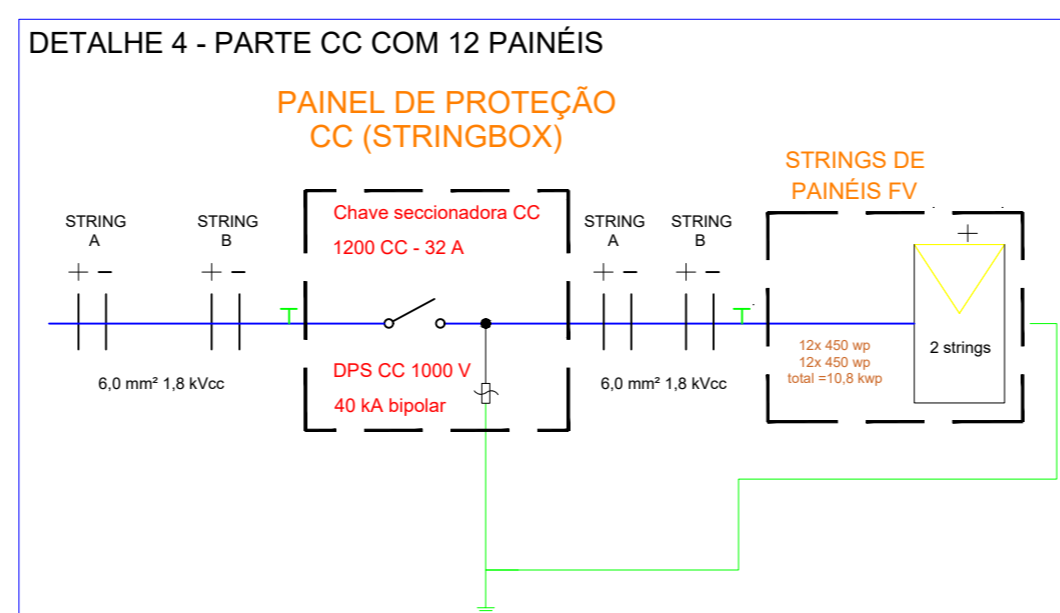 DETALHE 4 - PARTE CC COM 12 PAINÉIS
PAINEL DE PROTEÇÃO
CC (STRINGBOX)
STRINGS DE
PAINÉIS FV
STRING
A
+ −
STRING
B
+ −
6,0 mm² 1,8 kVcc
Chave seccionadora CC
1200 CC - 32 A
DPS CC 1000 V
40 kA bipolar
STRING
A
+ −
STRING
B
+ −
6,0 mm² 1,8 kVcc
12x 450 wp
12x 450 wp
total =10,8 kwp
+
2 strings